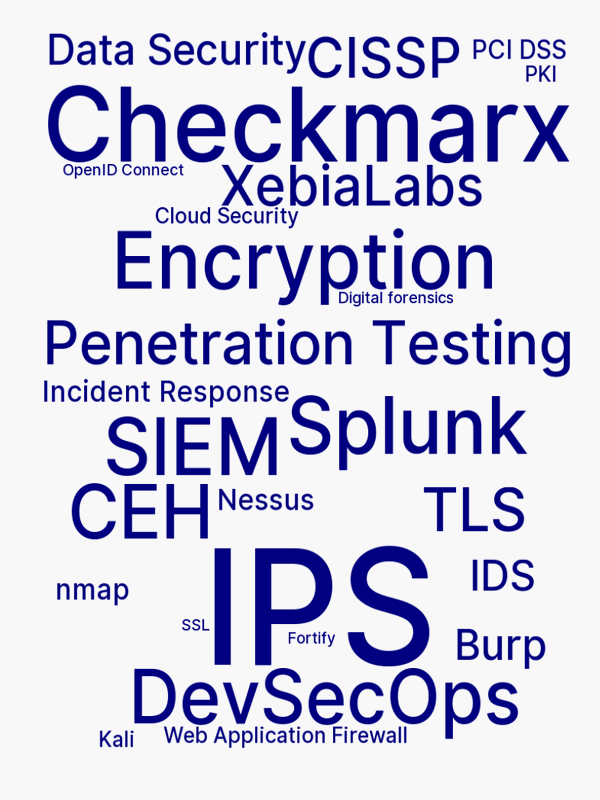 Data Security
CISSP
PCI DSS
PKI
Checkmarx
OpenID Connect
XebiaLabs
Cloud Security
Encryption
Digital forensics
Penetration Testing
Incident Response
Splunk
SIEM
CEH
Nessus
TLS
IPS
IDS
nmap
SSL
Fortify
Burp
DevSecOps
Kali
Web Application Firewall